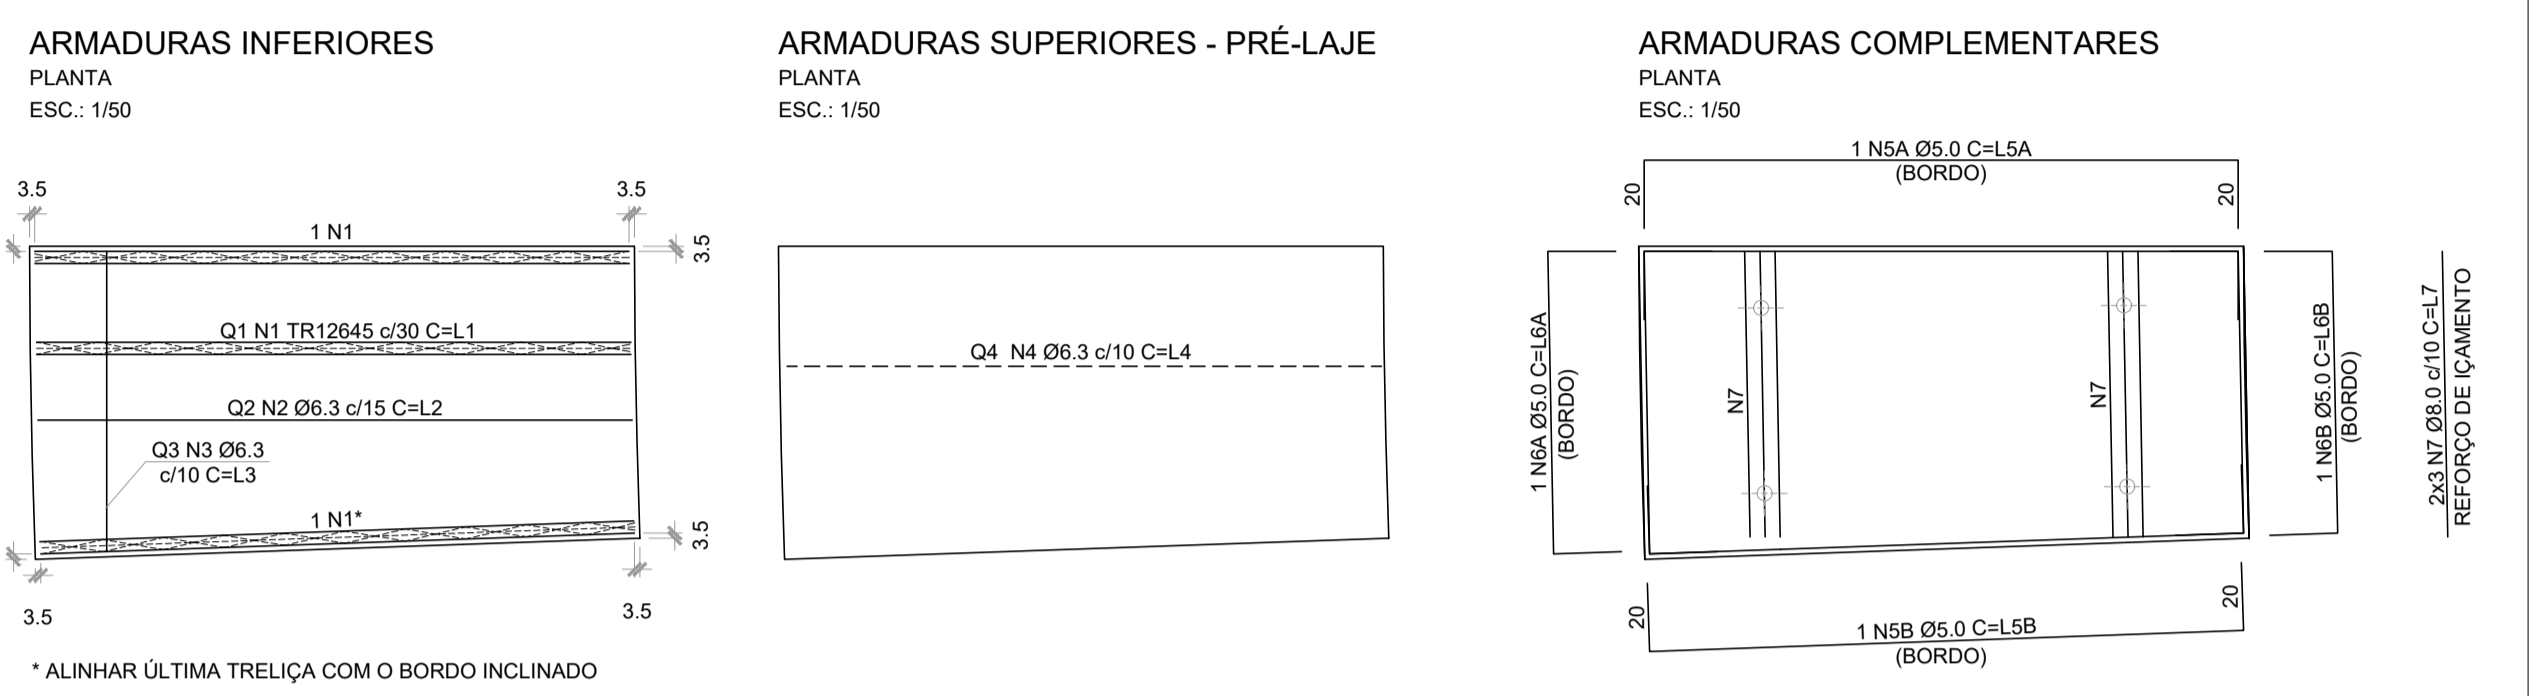 ARMADURAS INFERIORES
PLANTA
ESC.: 1/50
3.5
3.5
1 N1
3.5
Q1 N1 TR12645 c/30 C=L1
Q2 N2 Ø6.3 c/15 C=L2
Q3 N3 Ø6.3
c/10 C=L3
1 N1*
3.5
3.5
3.5
* ALINHAR ÚLTIMA TRELIÇA COM O BORDO INCLINADO
ARMADURAS SUPERIORES - PRÉ-LAJE
PLANTA
ESC.: 1/50
Q4 N4 Ø6.3 c/10 C=L4
ARMADURAS COMPLEMENTARES
PLANTA
ESC.: 1/50
1 N5A Ø5.0 C=L5A
(BORDO)
20
20
1 N6A Ø5.0 C=L6A
(BORDO)
N7
N7
1 N6B Ø5.0 C=L6B
(BORDO)
2x3 N7 Ø8.0 c/10 C=L7
REFORÇO DE IÇAMENTO
20
20
1 N5B Ø5.0 C=L5B
(BORDO)